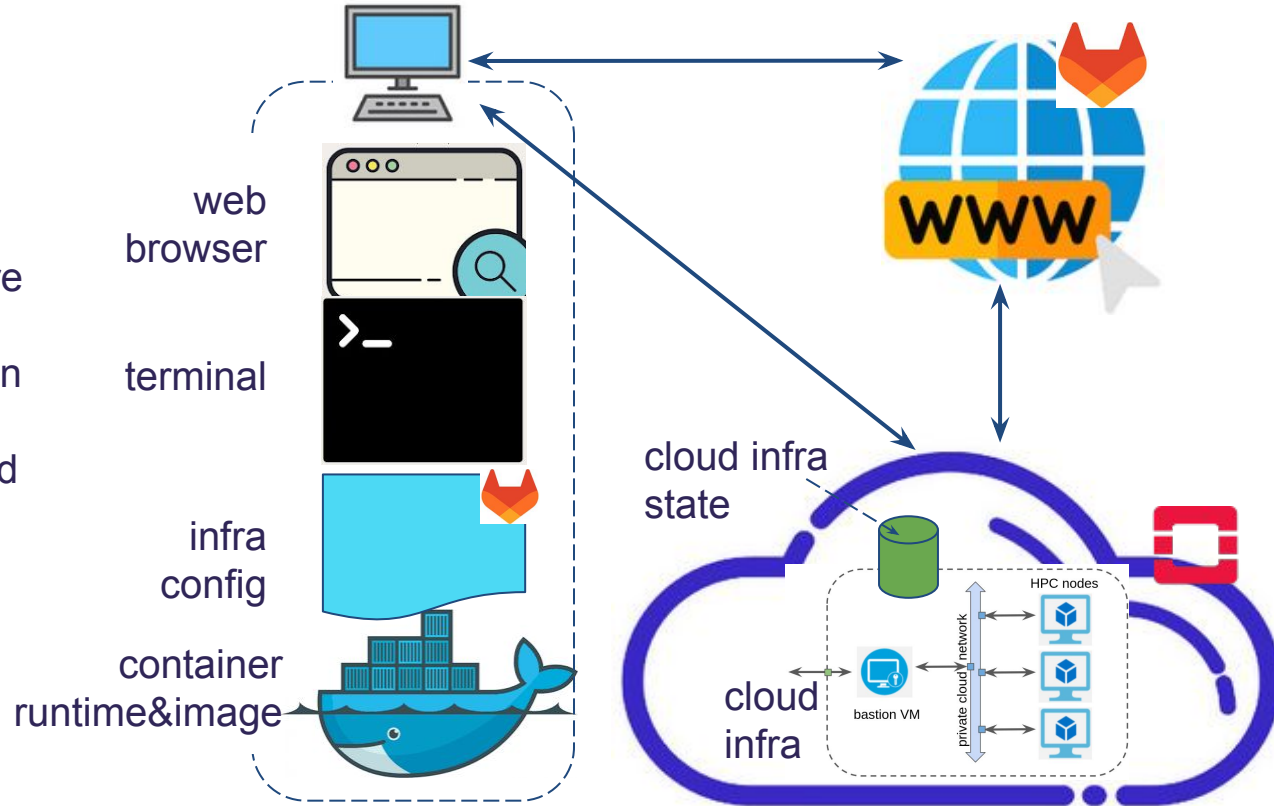 web
browser
terminal
infra
config
container
runtime&image
WWW
cloud infra
state
HPC nodes
private cloud network
bastion VM
cloud
infra